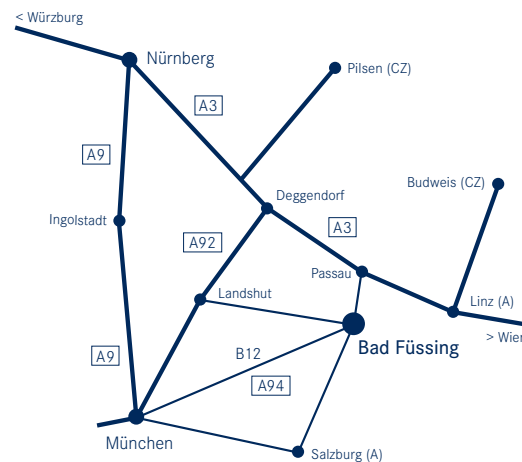 < Würzburg
Nürnberg
Pilsen (CZ)
A3
A9
Budweis (CZ)
Deggendorf
Ingolstadt
A3
A92
Passau
Landshut
Linz (A)
> Wien
Bad Füssing
B12
A9
A94
München
Salzburg (A)